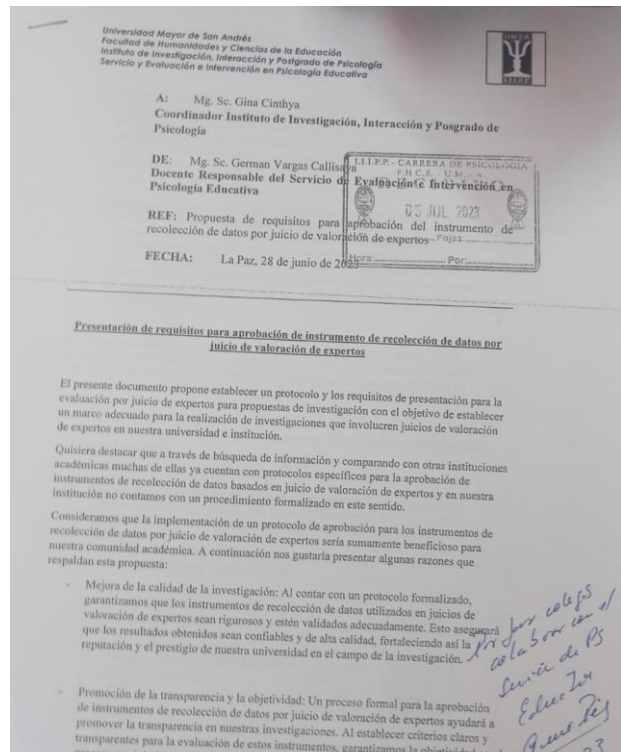 Universidad Mayor de San Andrés
Facultad de Humanidades y Ciencias de la Educación
Instituto de Investigación, Interacción y Postgrado de Psicología
Servicio y Evaluación e Intervención en Psicología Educativa
UMSA
A: Mg. Sc. Gina Cinthya
Coordinador Instituto de Investigación, Interacción y Posgrado de
Psicologia
I.I.I.P.P. - CARRERA DE PSICOLOGIA
DE: Mg. Sc. German Vargas Callisaya
Docente Responsable del Servicio de Evaluación e Intervención en
Psicología Educativa
05 JUL. 2023
REF: Propuesta de requisitos para aprobación del instrumento de
recolección de datos por juicio de valoración de expertos
Fojas
FECHA: La Paz, 28 de junio de 2023
Hora: Por:
Presentación de requisitos para aprobación de instrumento de recolección de datos por
juicio de valoración de expertos
El presente documento propone establecer un protocolo y los requisitos de presentación para la
evaluación por juicio de expertos para propuestas de investigación con el objetivo de establecer
un marco adecuado para la realización de investigaciones que involucren juicios de valoración
de expertos en nuestra universidad e institución.
Quisiera destacar que a través de búsqueda de información y comparando con otras instituciones
académicas muchas de ellas ya cuentan con protocolos específicos para la aprobación de
instrumentos de recolección de datos basados en juicio de valoración de expertos y en nuestra
institución no contamos con un procedimiento formalizado en este sentido.
Consideramos que la implementación de un protocolo de aprobación para los instrumentos de
recolección de datos por juicio de valoración de expertos sería sumamente beneficioso para
nuestra comunidad académica. A continuación nos gustaría presentar algunas razones que
respaldan esta propuesta:
- Mejora de la calidad de la investigación: Al contar con un protocolo formalizado,
garantizamos que los instrumentos de recolección de datos utilizados en juicios de
valoración de expertos sean rigurosos y estén validados adecuadamente. Esto asegurará
que los resultados obtenidos sean confiables y de alta calidad, fortaleciendo así la
reputación y el prestigio de nuestra universidad en el campo de la investigación.
Por favor colegas
colaborar con el
de Ps
- Promoción de la transparencia y la objetividad: Un proceso formal para la aprobación
de instrumentos de recolección de datos por juicio de valoración de expertos ayudará a
promover la transparencia en nuestras investigaciones. Al establecer criterios claros y
transparentes para la evaluación de estos instrumentos, garantizamos la objetividad